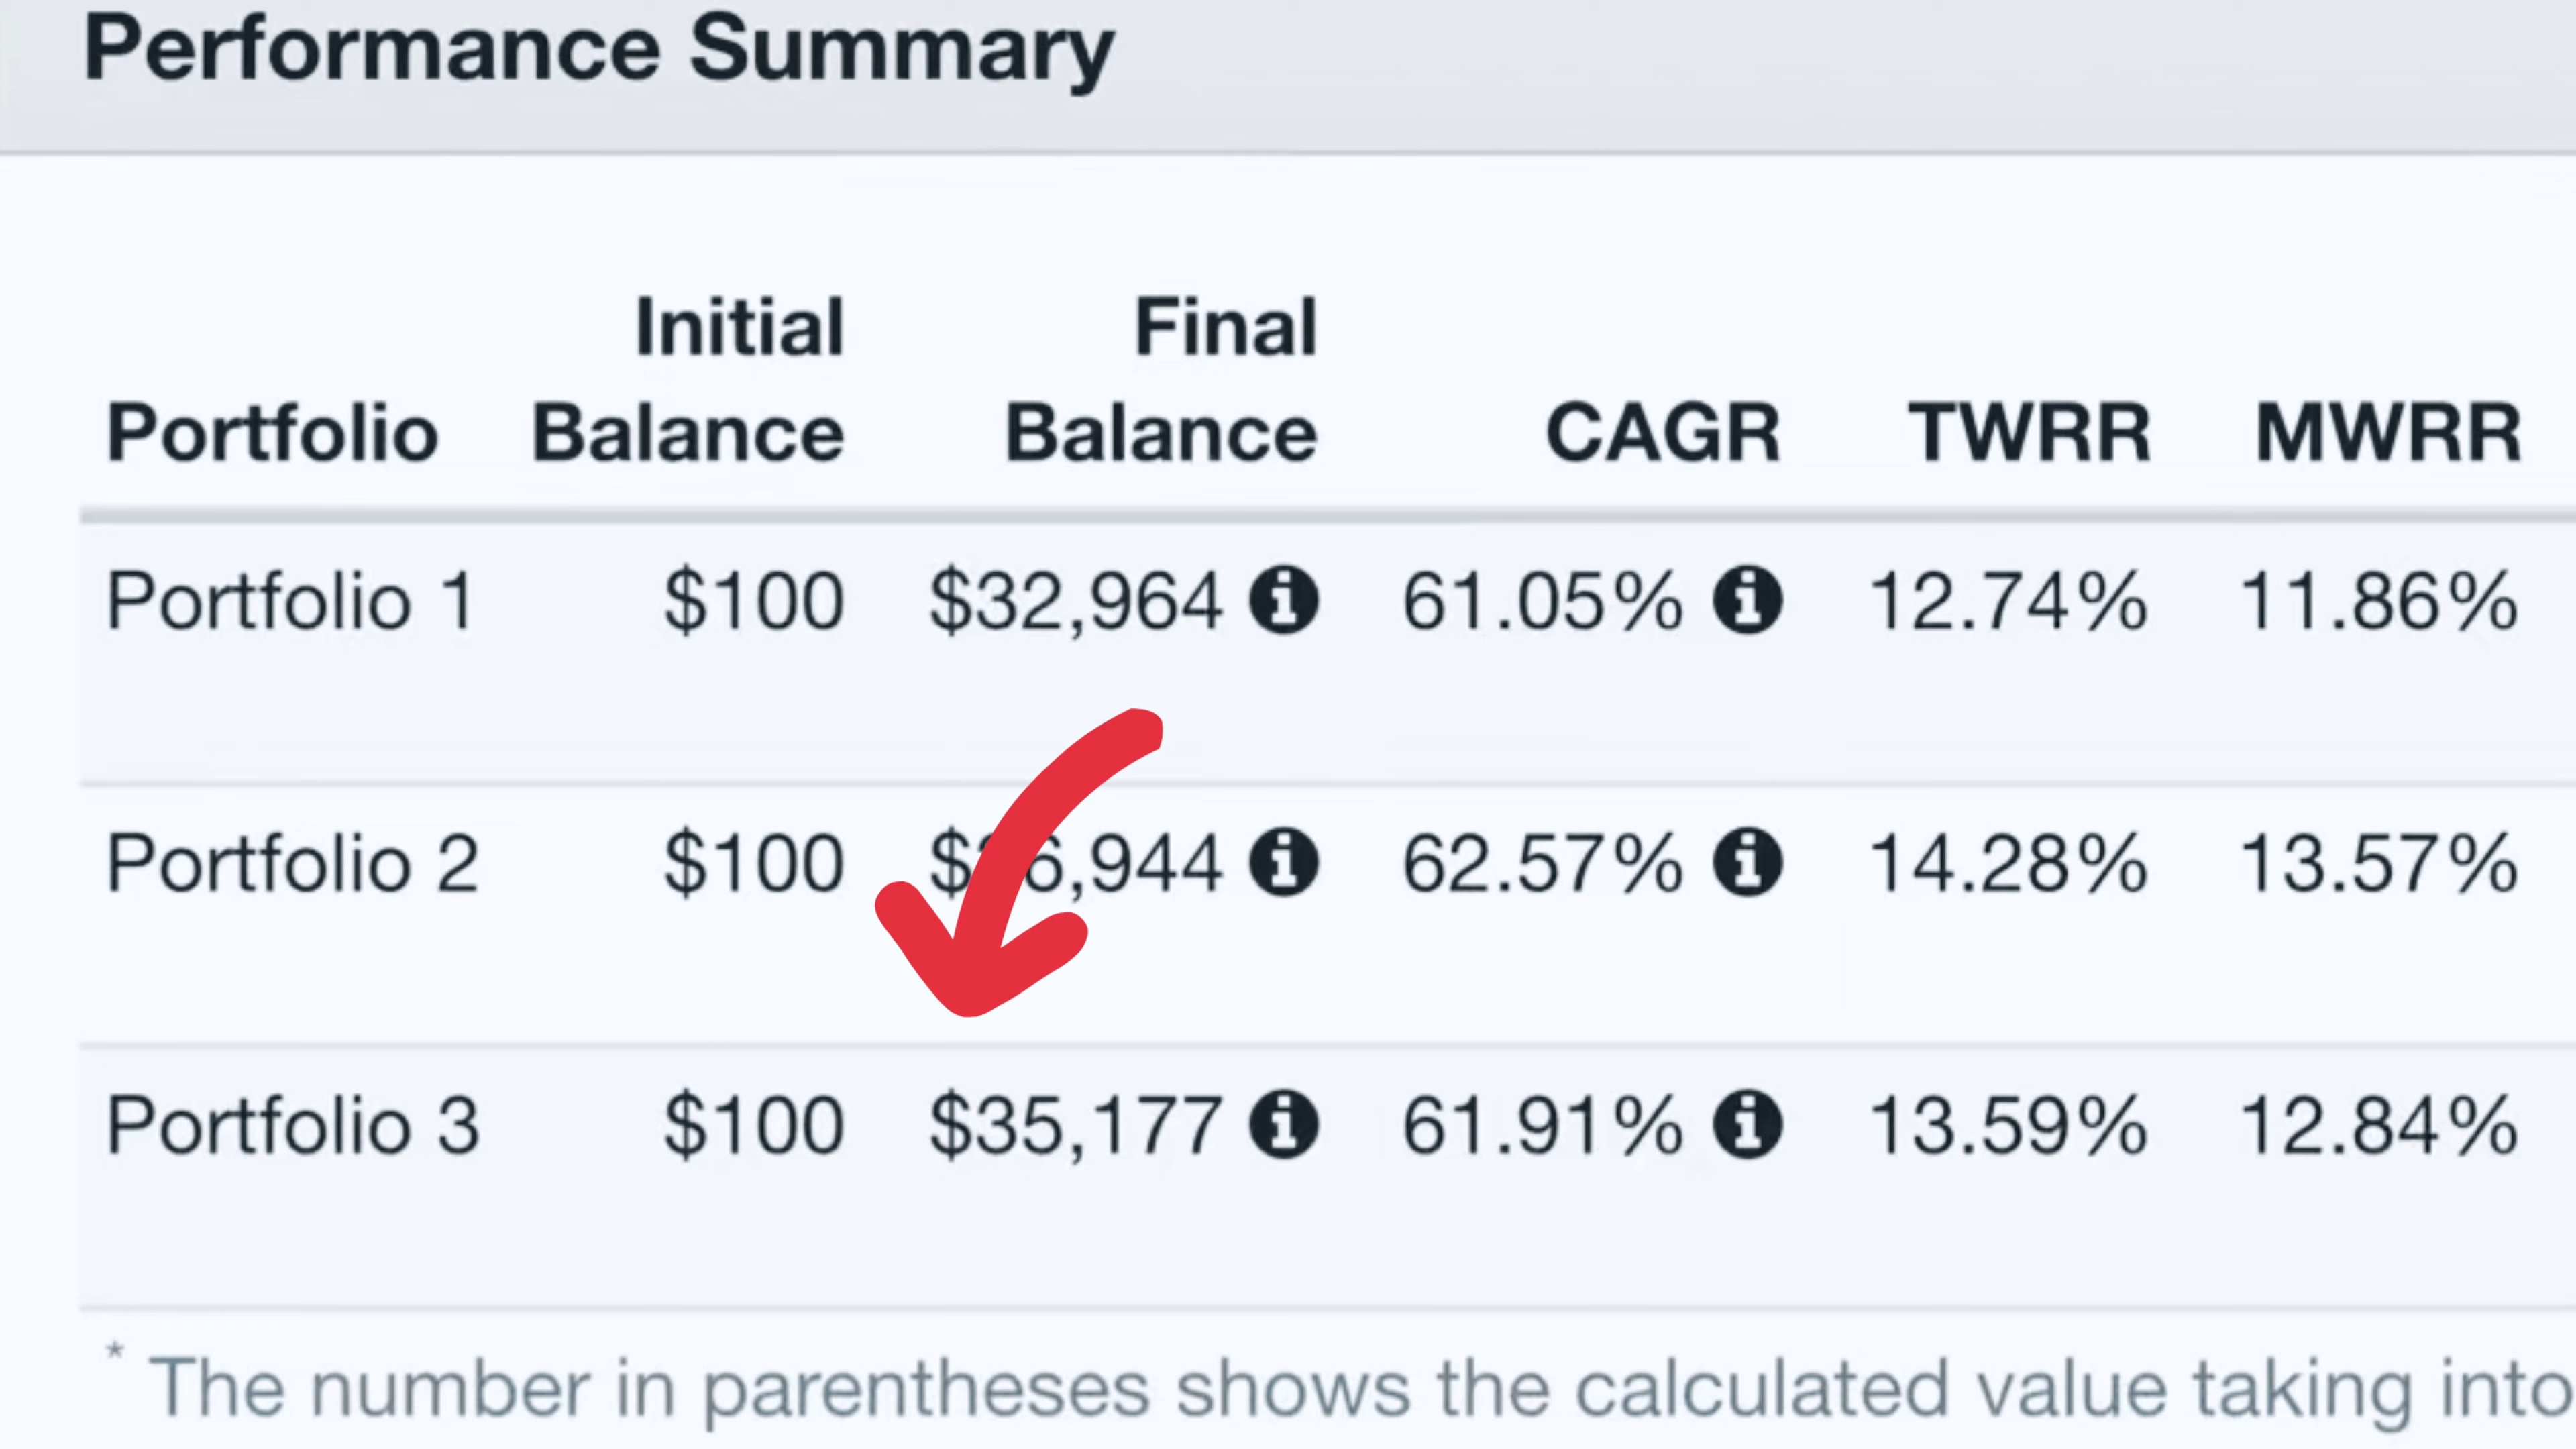 Performance Summary
Initial Final
Portfolio Balance Balance CAGR TWRR MWRR
Portfolio 1 $100 $32,964 61.05% 12.74% 11.86%
Portfolio 2 $100 62.57% 14.28% 13.57%
Portfolio 3 $100 $35,177 61.91% 13.59% 12.84%
* The number in parentheses shows the calculated value taking into